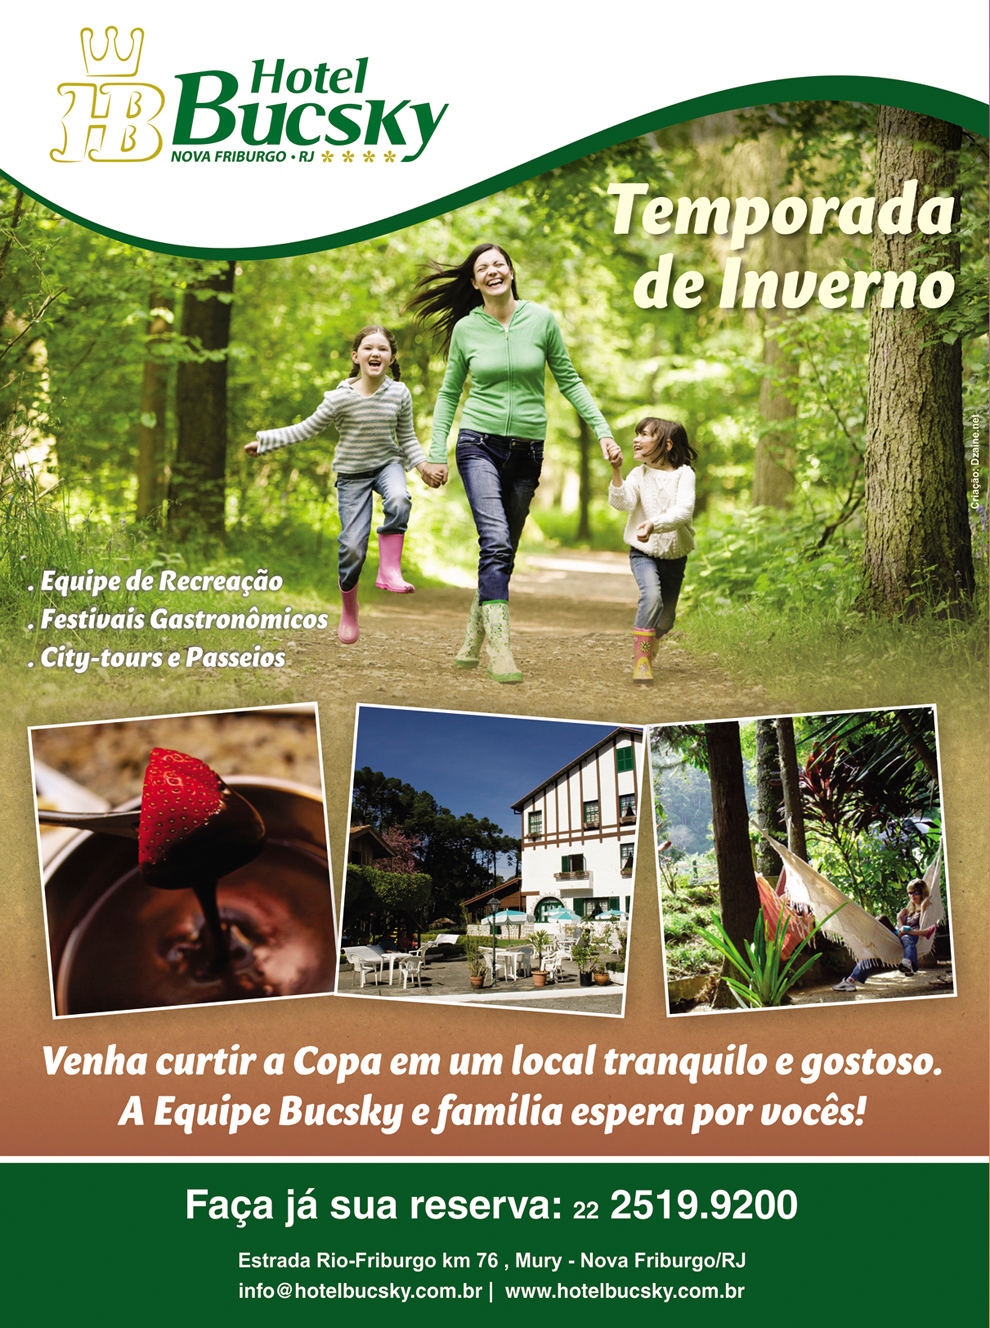 HB
Hotel
Bucsky
NOVA FRIBURGO • RJ ****
Temporada
de Inverno
Criação: Dzaine.net
. Equipe de Recreação
. Festivais Gastronômicos
. City-tours e Passeios
Venha curtir a Copa em um local tranquilo e gostoso.
A Equipe Bucsky e família espera por vocês!
Faça já sua reserva: 22 2519.9200
Estrada Rio-Friburgo km 76 , Mury - Nova Friburgo/RJ
info@hotelbucsky.com.br | www.hotelbucsky.com.br